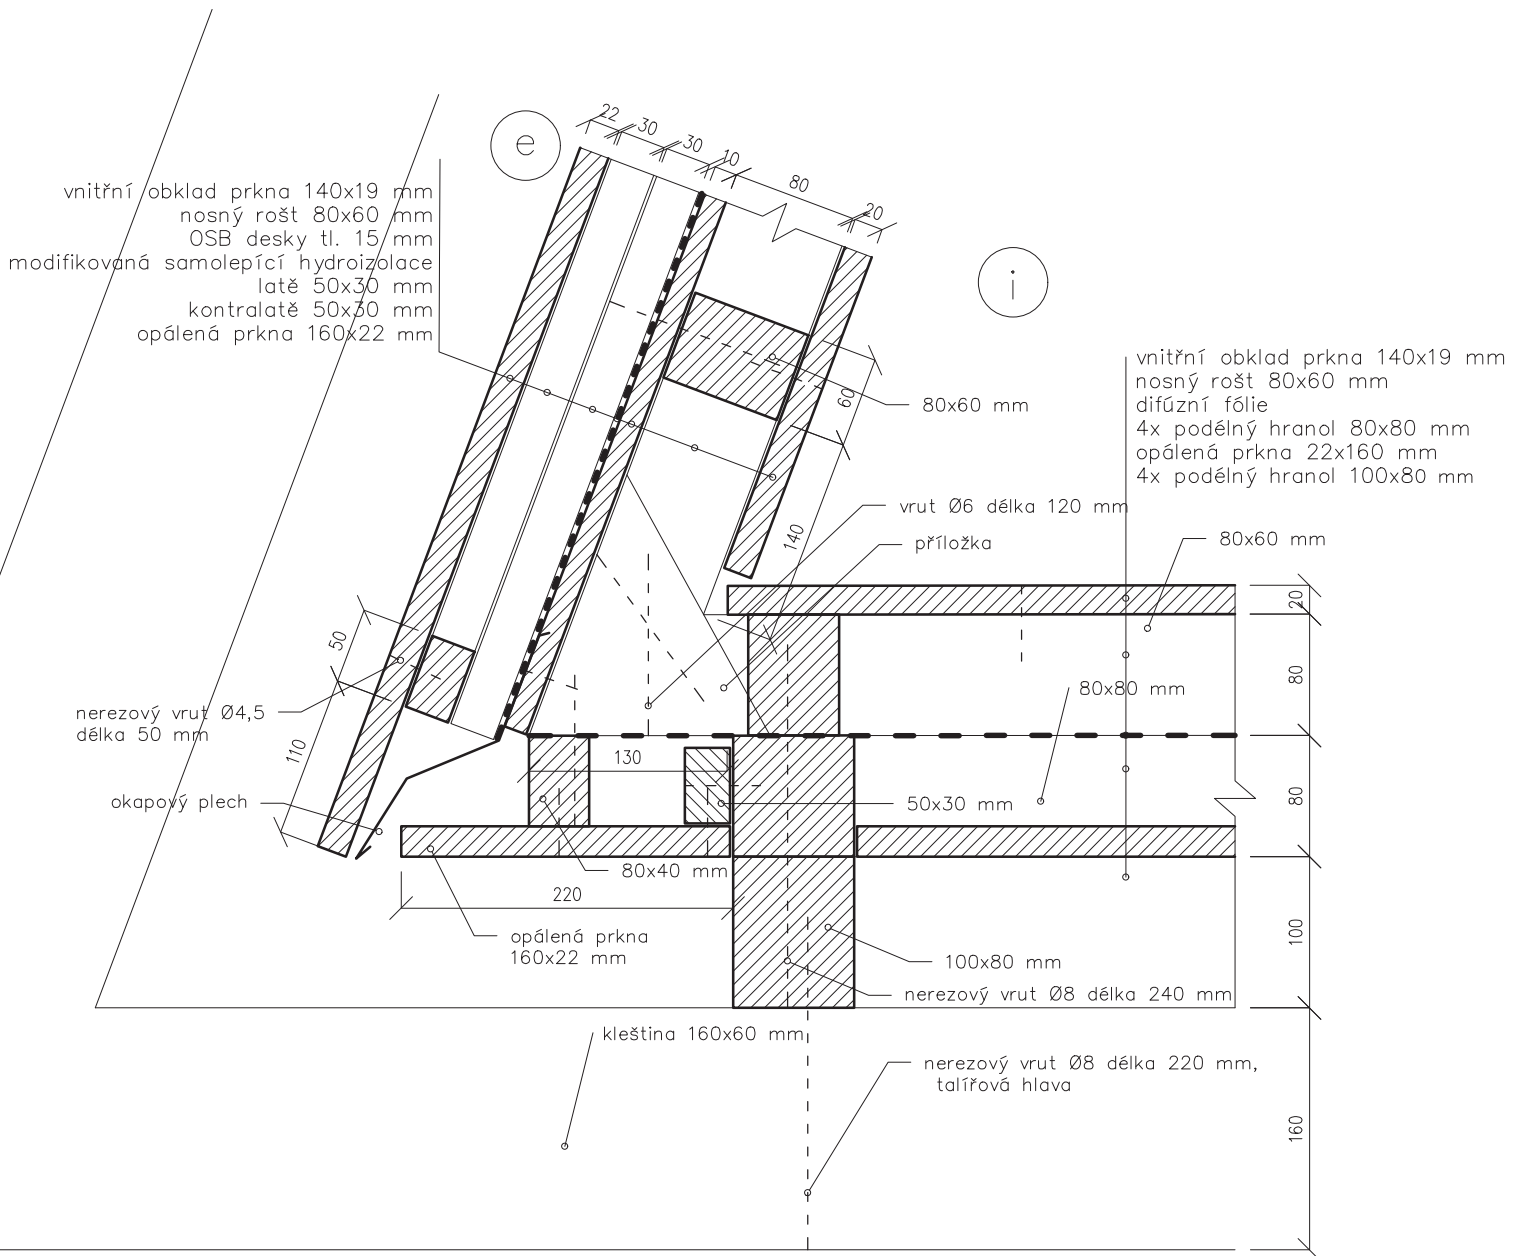 22
30
30
10
80
20
e
i
vnitřní obklad prkna 140x19 mm
nosný rošt 80x60 mm
OSB desky tl. 15 mm
modifikovaná samolepící hydroizolace
latě 50x30 mm
kontralatě 50x30 mm
opálená prkna 160x22 mm
vnitřní obklad prkna 140x19 mm
nosný rošt 80x60 mm
difúzní fólie
4x podélný hranol 80x80 mm
opálená prkna 22x160 mm
4x podélný hranol 100x80 mm
60
80x60 mm
140
vrut Ø6 délka 120 mm
příložka
80x60 mm
20
80
80
100
160
50
110
80x80 mm
nerezový vrut Ø4,5
délka 50 mm
130
okapový plech
50x30 mm
80x40 mm
220
opálená prkna
160x22 mm
100x80 mm
nerezový vrut Ø8 délka 240 mm
kleština 160x60 mm
nerezový vrut Ø8 délka 220 mm,
talířová hlava